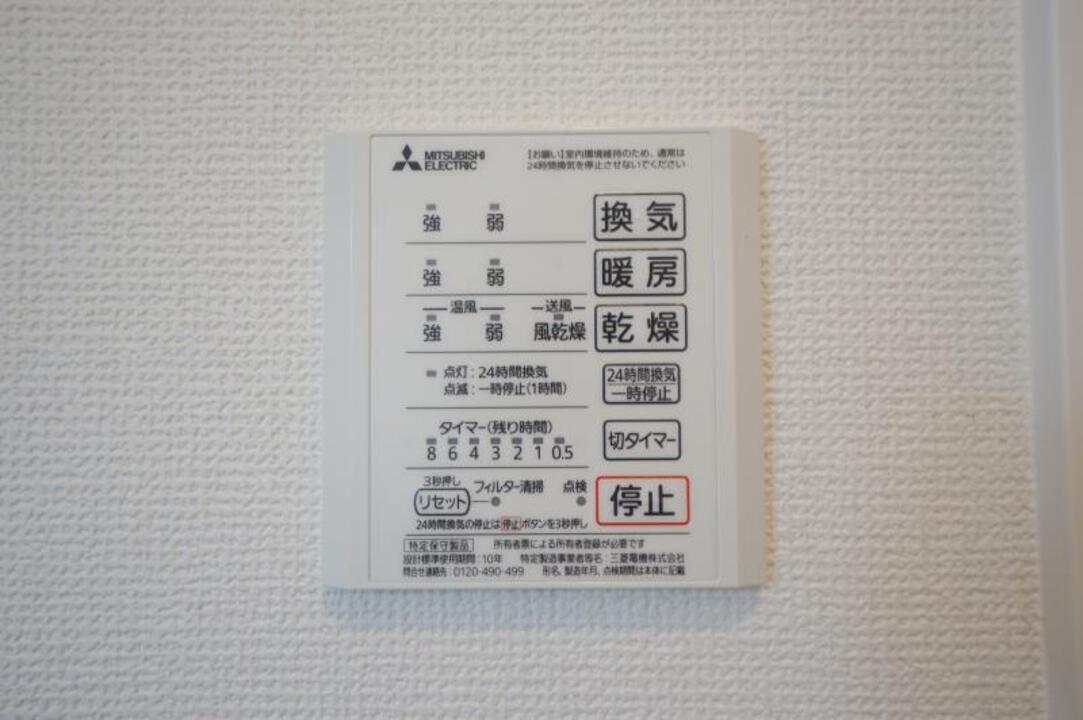 MITSUBISHI
ELECTRIC
【お願い】室内環境維持のため、通常は
24時間換気を停止させないでください
強 弱 換気
強 弱 暖房
温風 送風
強 弱 風乾燥 乾燥
点灯：24時間換気
点滅：一時停止(1時間)
24時間換気
一時停止
タイマー(残り時間)
8 6 4 3 2 1 0.5
切タイマー
3秒押し
リセット フィルター清掃 点検
停止
24時間換気の停止は停止ボタンを3秒押し
特定保守製品 所有者票による所有者登録が必要です
設計標準使用期間：10年 特定製造事業者等名：三菱電機株式会社
問合せ連絡先：0120-490-499 形名、製造年月、点検期間は本体に記載